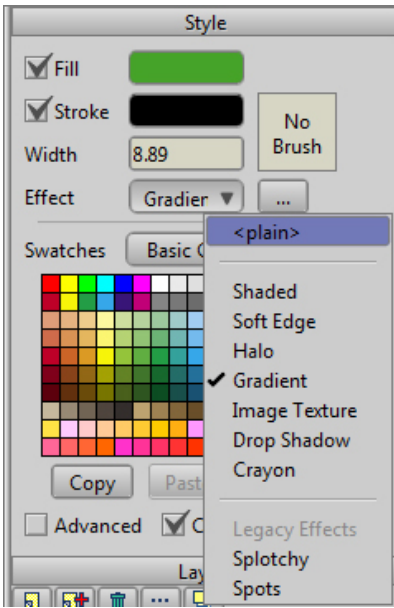 Style
Fill
Stroke
No
Brush
Width
8.89
Effect
Gradier
...
<plain>
Swatches
Basic
Shaded
Soft Edge
Halo
Gradient
Image Texture
Drop Shadow
Crayon
Copy
Past
Advanced
C
Legacy Effects
Splotchy
Spots
Lay